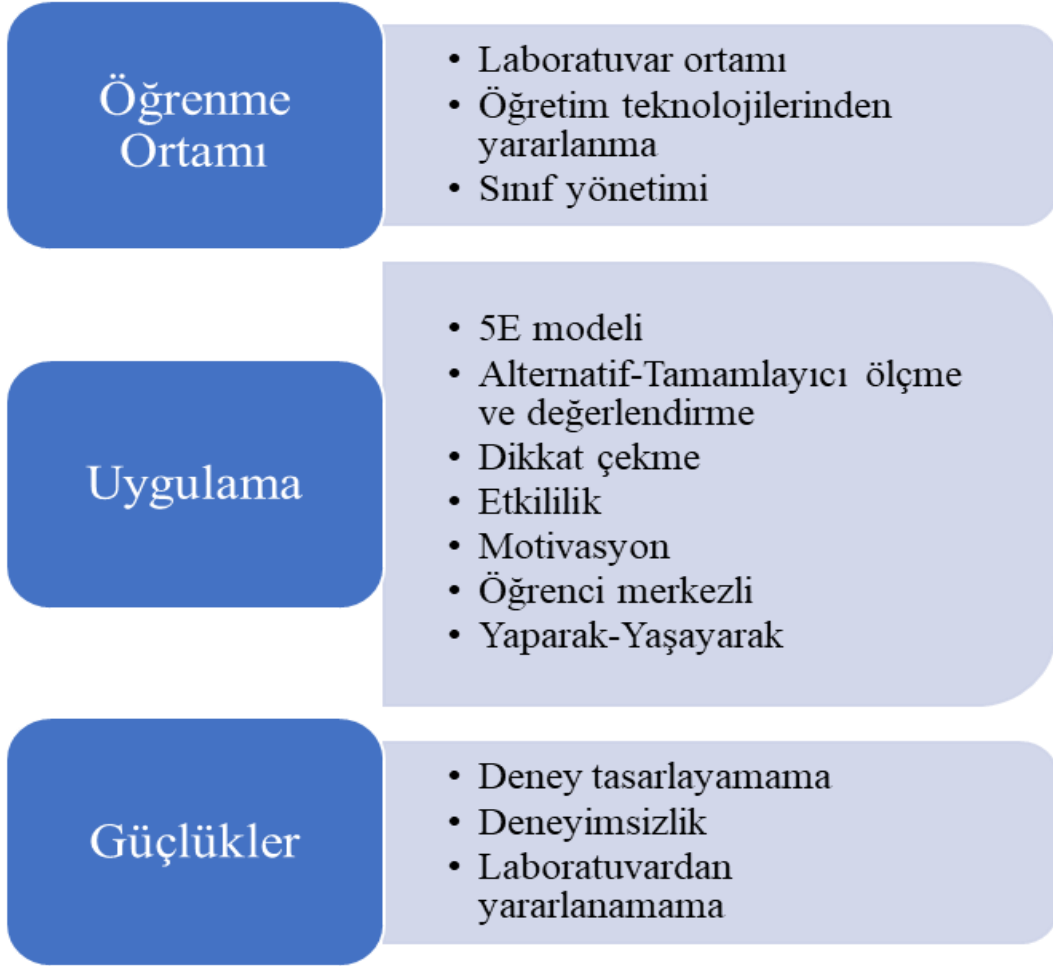 Öğrenme
Ortamı
• Laboratuvar ortamı
• Öğretim teknolojilerinden
yararlanma
• Sınıf yönetimi
Uygulama
• 5E modeli
• Alternatif-Tamamlayıcı ölçme
ve değerlendirme
• Dikkat çekme
• Etkililik
• Motivasyon
• Öğrenci merkezli
• Yaparak-Yaşayarak
Güçlükler
• Deney tasarlayamama
• Deneyimsizlik
• Laboratuvardan
yararlanamama